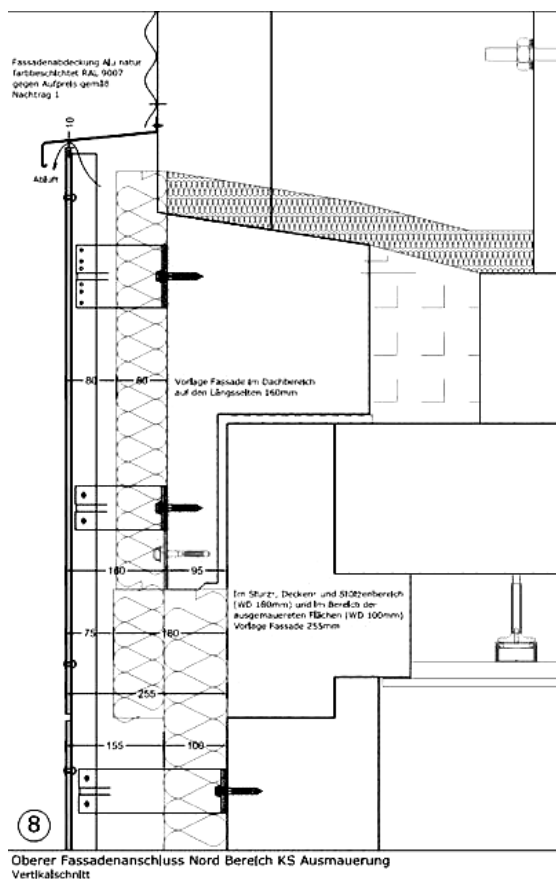 Fassadenabdeckung Alu natur
farbbeschichtet RAL 9007
gegen Aufpreis gemäß
Nachtrag 1
10
Abluft
80
80
Vorlage Fassade im Dachbereich
auf den Längsseiten 160mm
160
95
Im Sturz-, Decken- und Stützenbereich
(WD 180mm) und im Bereich der
ausgemauereten Flächen (WD 100mm)
Vorlage Fassade 255mm
75
180
255
155
100
8
Oberer Fassadenanschluss Nord Bereich KS Ausmauerung
Vertikalschnitt